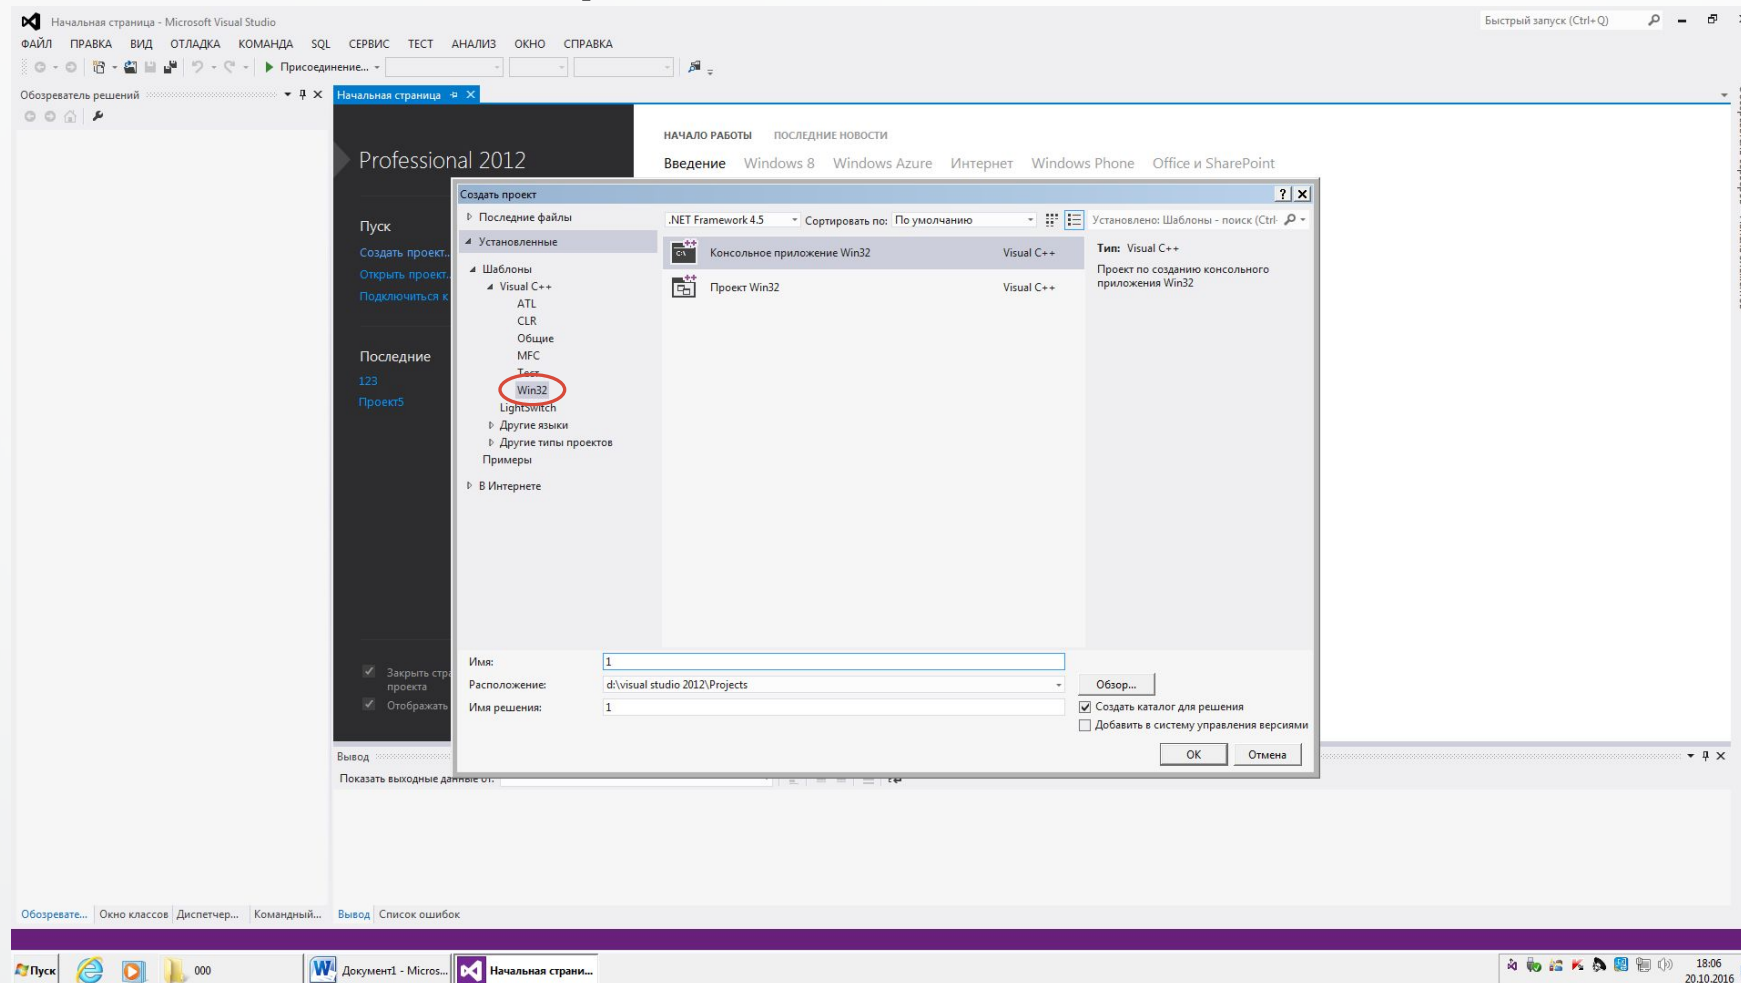 Начальная страница - Microsoft Visual Studio
Быстрый запуск (Ctrl+Q)
ФАЙЛ ПРАВКА ВИД ОТЛАДКА КОМАНДА SQL СЕРВИС ТЕСТ АНАЛИЗ ОКНО СПРАВКА
Присоединение...
Обозреватель решений
Начальная страница
Professional 2012
НАЧАЛО РАБОТЫ ПОСЛЕДНИЕ НОВОСТИ
Введение Windows 8 Windows Azure Интернет Windows Phone Office и SharePoint
Пуск
Создать проект...
Открыть проект...
Подключиться к
Последние
123
Проект5
Закрыть стра
проекта
Отображать
Создать проект
Последние файлы
Установленные
Шаблоны
Visual C++
ATL
CLR
Общие
MFC
Тест
Win32
LightSwitch
Другие языки
Другие типы проектов
Примеры
В Интернете
.NET Framework 4.5 Сортировать по: По умолчанию
Установлено: Шаблоны - поиск (Ctrl-
Консольное приложение Win32 Visual C++
Проект Win32 Visual C++
Тип: Visual C++
Проект по созданию консольного
приложения Win32
Имя: 1
Расположение: d:\visual studio 2012\Projects
Обзор...
Имя решения: 1
Создать каталог для решения
Добавить в систему управления версиями
ОК Отмена
Вывод
Показать выходные данные от:
Обозревате... Окно классов Диспетчер... Командный... Вывод Список ошибок
Пуск 000 Документ1 - Micros... Начальная страни...
18:06
20.10.2016